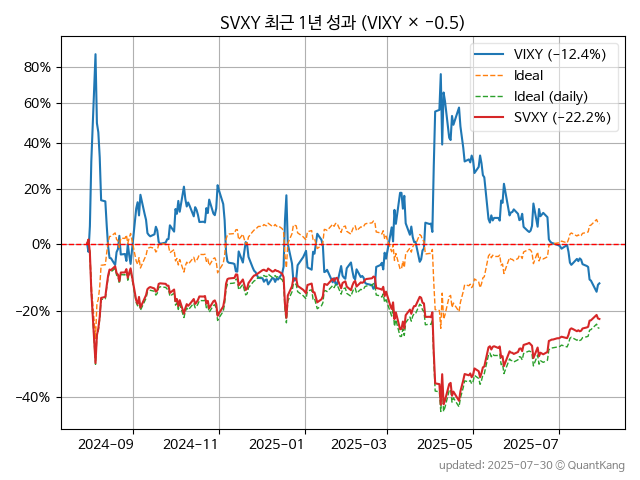 SVXY 최근 1년 성과 (VIXY × −0.5)
VIXY (−12.4%)
Ideal
Ideal (daily)
SVXY (−22.2%)
80%
60%
40%
20%
0%
−20%
−40%
2024-09
2024-11
2025-01
2025-03
2025-05
2025-07
updated: 2025-07-30 © QuantKang